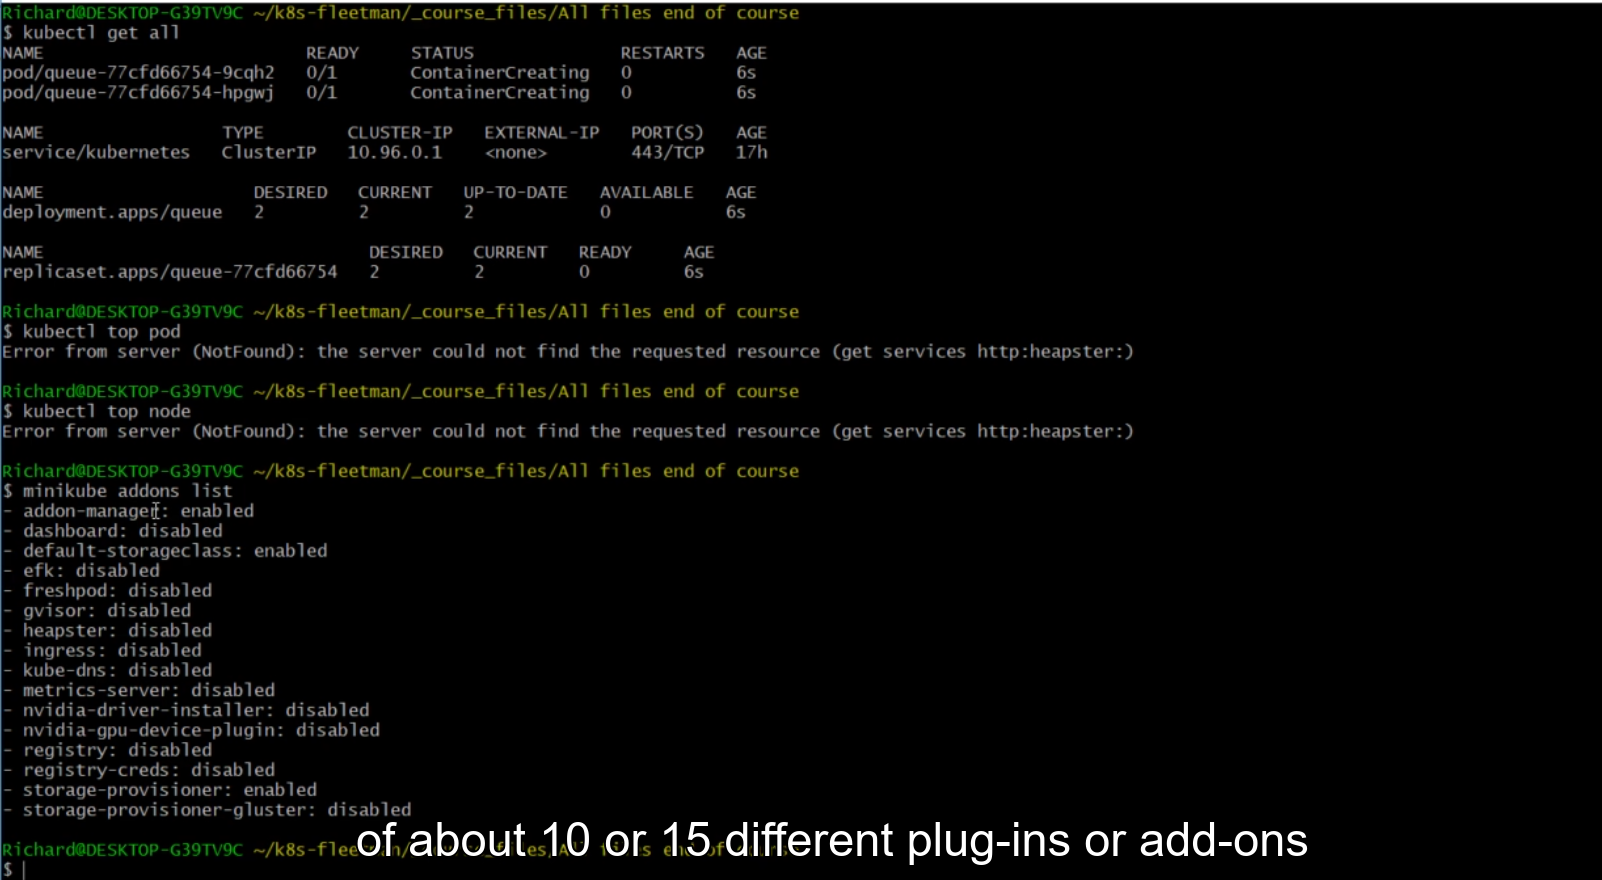 Richard@DESKTOP-G39TV9C ~/k8s-fleetman/_course_files/All files end of course
$ kubectl get all
NAME READY STATUS RESTARTS AGE
pod/queue-77cfd66754-9cqh2 0/1 ContainerCreating 0 6s
pod/queue-77cfd66754-hpgwj 0/1 ContainerCreating 0 6s
NAME TYPE CLUSTER-IP EXTERNAL-IP PORT(S) AGE
service/kubernetes ClusterIP 10.96.0.1 <none> 443/TCP 17h
NAME DESIRED CURRENT UP-TO-DATE AVAILABLE AGE
deployment.apps/queue 2 2 2 0 6s
NAME DESIRED CURRENT READY AGE
replicaset.apps/queue-77cfd66754 2 2 0 6s
Richard@DESKTOP-G39TV9C ~/k8s-fleetman/_course_files/All files end of course
$ kubectl top pod
Error from server (NotFound): the server could not find the requested resource (get services http:heapster:)
Richard@DESKTOP-G39TV9C ~/k8s-fleetman/_course_files/All files end of course
$ kubectl top node
Error from server (NotFound): the server could not find the requested resource (get services http:heapster:)
Richard@DESKTOP-G39TV9C ~/k8s-fleetman/_course_files/All files end of course
$ minikube addons list
- addon-manager: enabled
- dashboard: disabled
- default-storageclass: enabled
- efk: disabled
- freshpod: disabled
- gvisor: disabled
- heapster: disabled
- ingress: disabled
- kube-dns: disabled
- metrics-server: disabled
- nvidia-driver-installer: disabled
- nvidia-gpu-device-plugin: disabled
- registry: disabled
- registry-creds: disabled
- storage-provisioner: enabled
- storage-provisioner-gluster: disabled
Richard@DESKTOP-G39TV9C ~/k8s-fleetman/_course_files/All files end of course
of about 10 or 15 different plug-ins or add-ons
$